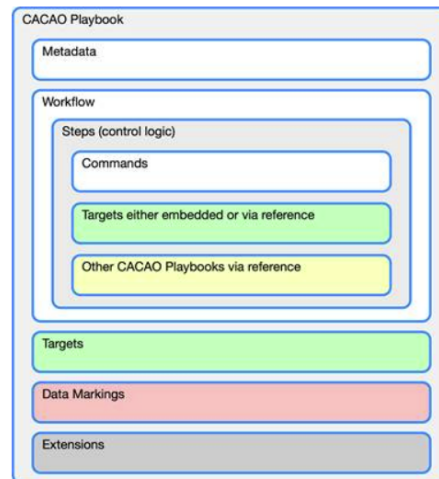 CACAO Playbook
Metadata
Workflow
Steps (control logic)
Commands
Targets either embedded or via reference
Other CACAO Playbooks via reference
Targets
Data Markings
Extensions